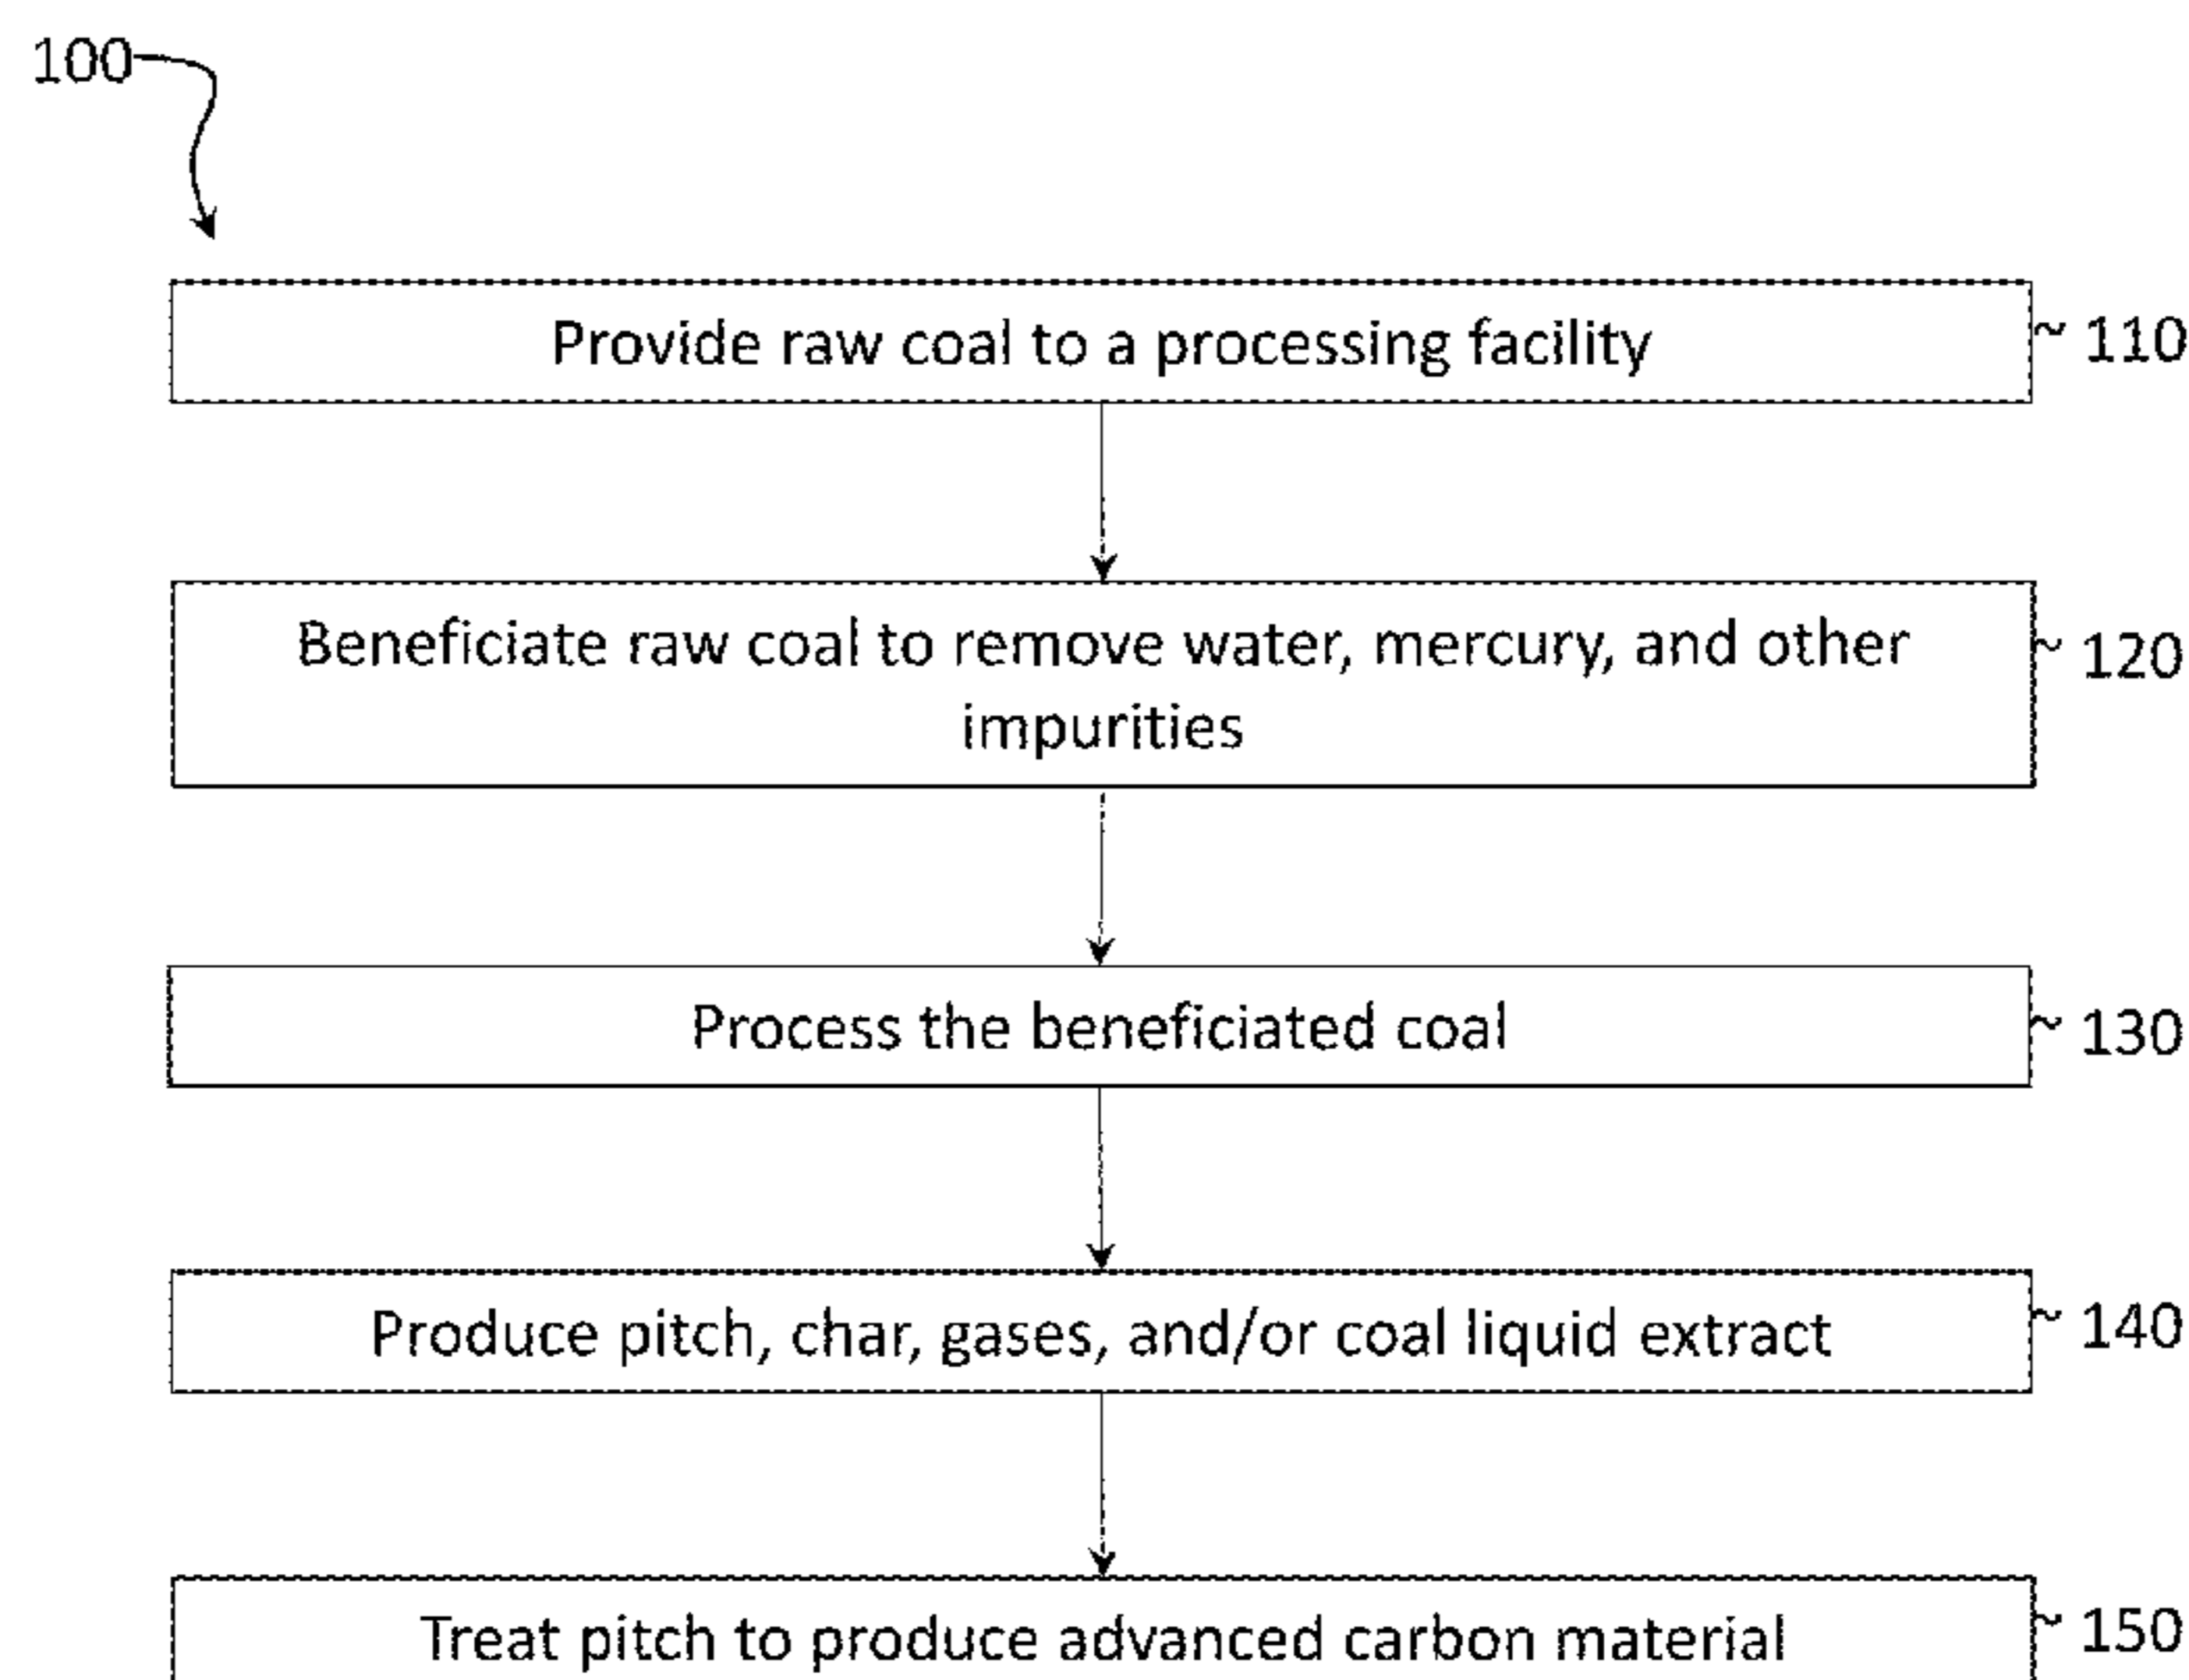 100
Provide raw coal to a processing facility
~ 110
Beneficiate raw coal to remove water, mercury, and other
impurities
~ 120
Process the beneficiated coal
~ 130
Produce pitch, char, gases, and/or coal liquid extract
~ 140
Treat pitch to produce advanced carbon material
~ 150